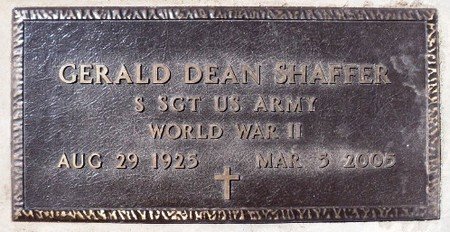 GERALD DEAN SHAFFER
S SGT US ARMY
WORLD WAR II
AUG 29 1925 MAR 5 2005